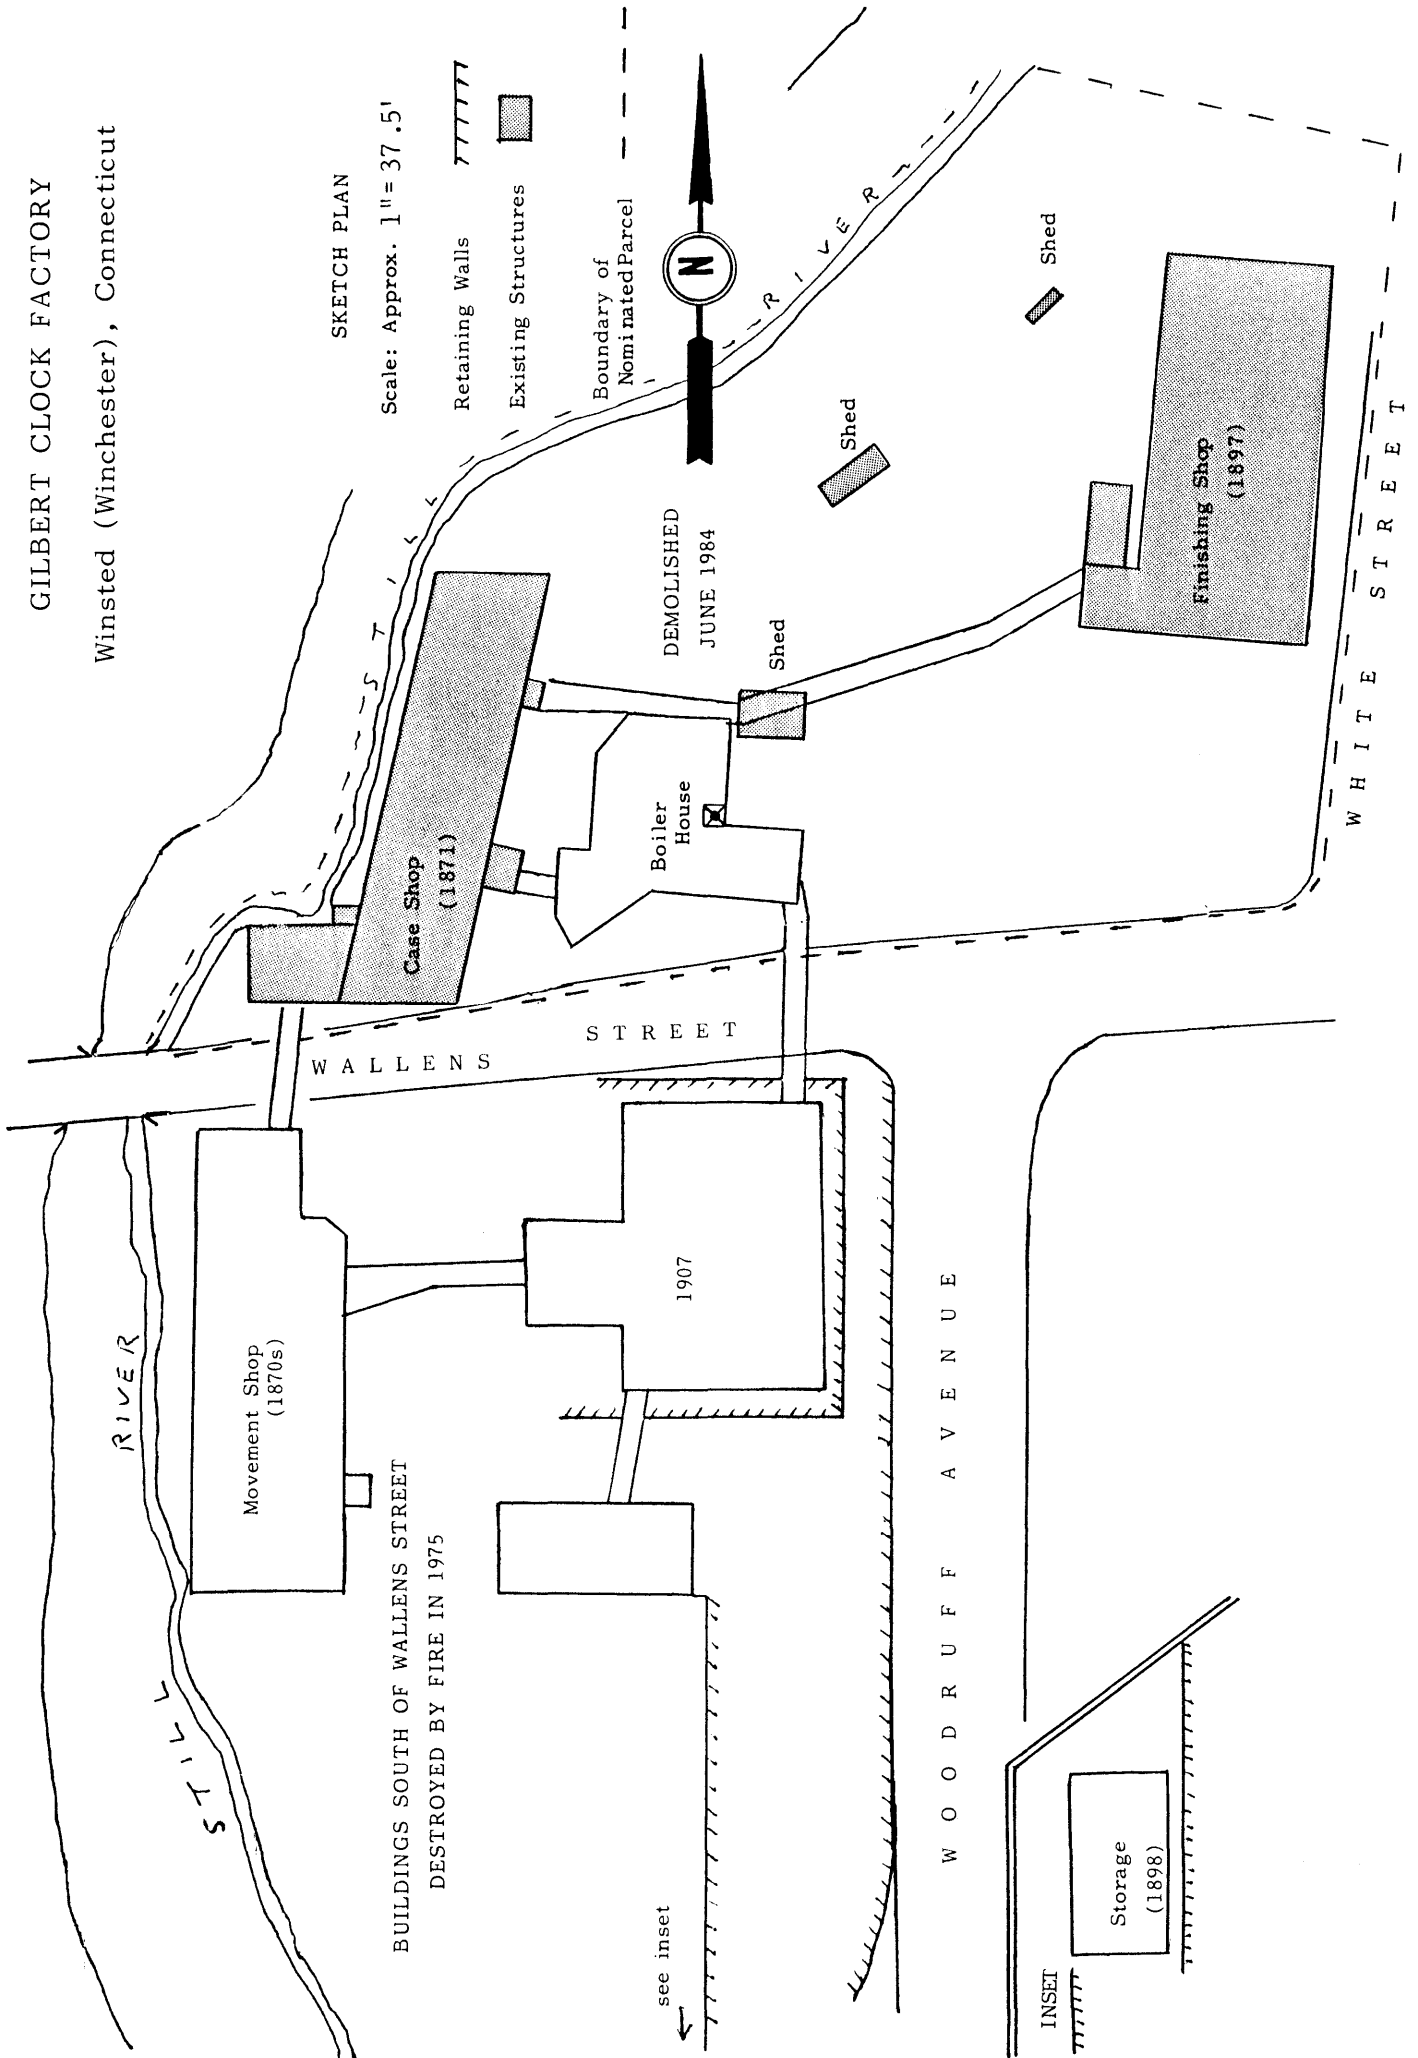 GILBERT CLOCK FACTORY
Winsted (Winchester), Connecticut
SKETCH PLAN
Scale: Approx. 1"= 37.5'
Retaining Walls
Existing Structures
Boundary of
Nominated Parcel
N
STILL RIVER
Case Shop
(1871)
DEMOLISHED
JUNE 1984
Shed
Shed
Shed
Boiler
House
Finishing Shop
(1897)
WHITE STREET
WALLENS STREET
STILL RIVER
Movement Shop
(1870s)
1907
BUILDINGS SOUTH OF WALLENS STREET
DESTROYED BY FIRE IN 1975
WOODRUFF AVENUE
see inset
INSET
Storage
(1898)